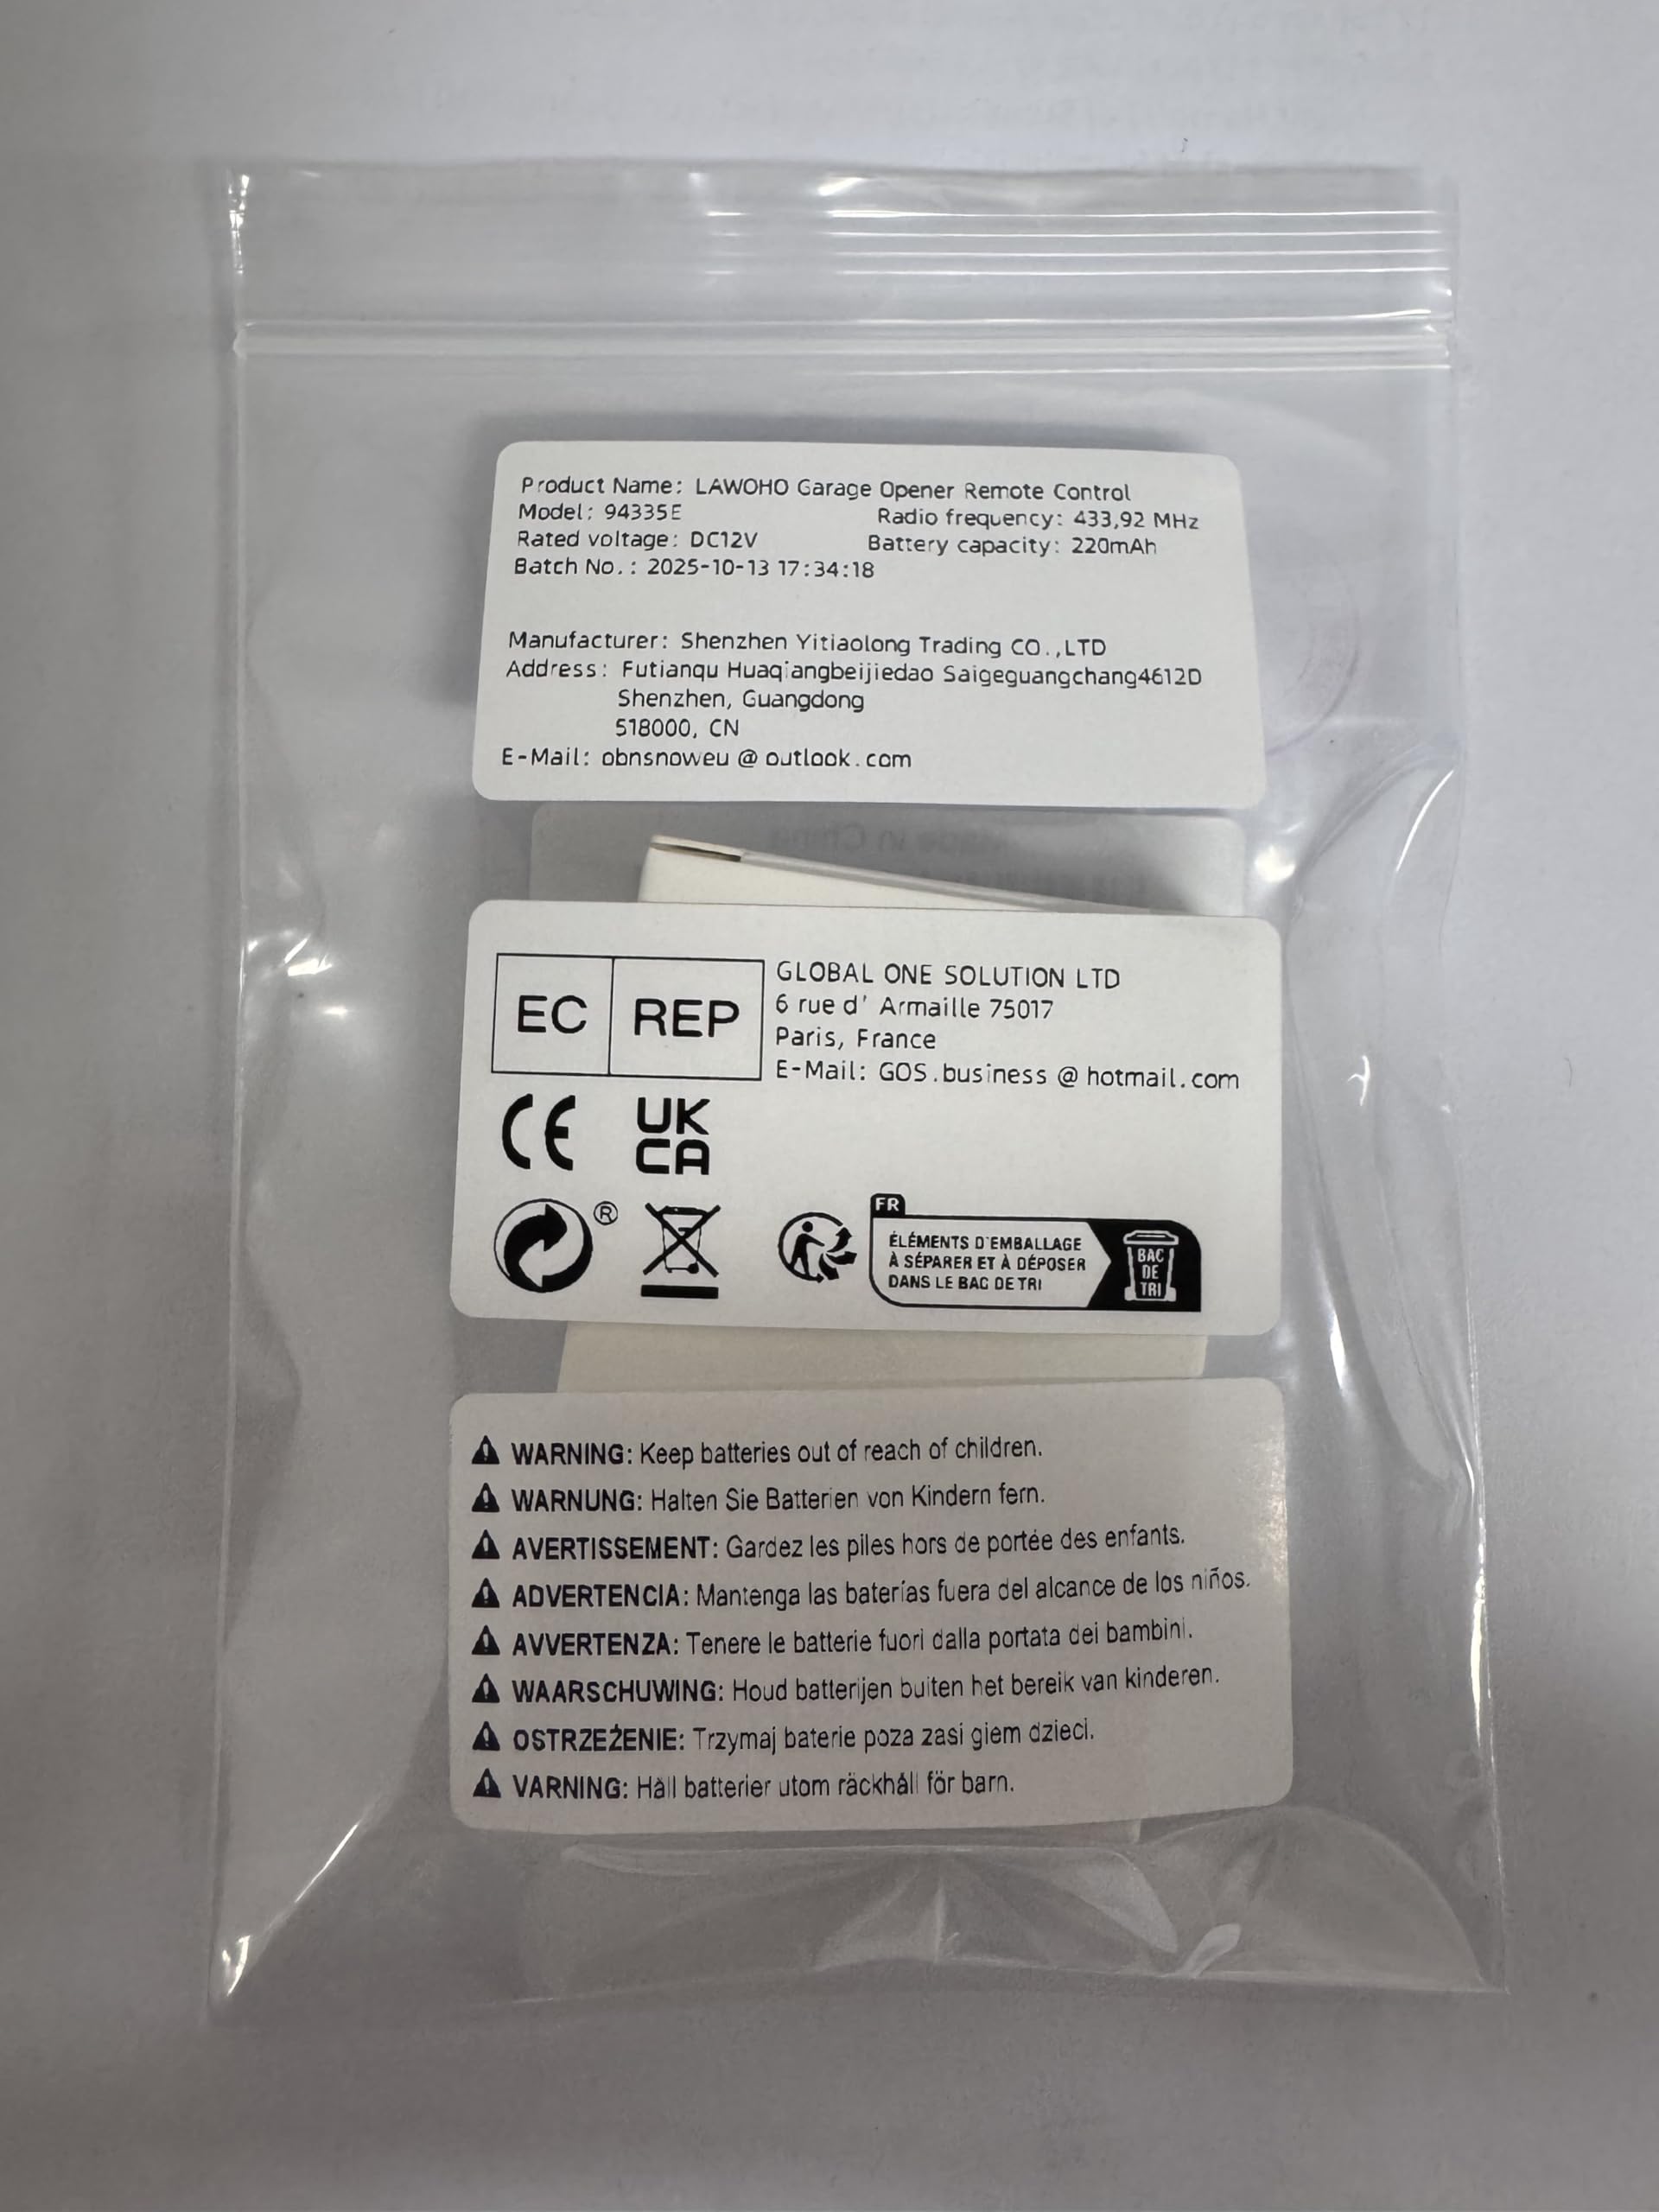 Product Name: LAWOHO Garage Opener Remote Control
Model: 94335E Radio frequency: 433,92 MHz
Rated voltage: DC12V Battery capacity: 220mAh
Batch No.: 2025-10-13 17:34:18
Manufacturer: Shenzhen Yitiaolong Trading CO.,LTD
Address: Futianqu Huaqiangbeijiedao Saigeguangchang4612D
Shenzhen, Guangdong
518000, CN
E-Mail: obnsnoweu @ outlook.com
Made in China
EC REP
GLOBAL ONE SOLUTION LTD
6 rue d' Armaille 75017
Paris, France
E-Mail: GOS.business @ hotmail.com
CE UK
CA
®
FR
ÉLÉMENTS D'EMBALLAGE
À SÉPARER ET À DÉPOSER
DANS LE BAC DE TRI
BAC
DE
TRI
WARNING: Keep batteries out of reach of children.
WARNUNG: Halten Sie Batterien von Kindern fern.
AVERTISSEMENT: Gardez les piles hors de portée des enfants.
ADVERTENCIA: Mantenga las baterías fuera del alcance de los niños.
AVVERTENZA: Tenere le batterie fuori dalla portata dei bambini.
WAARSCHUWING: Houd batterijen buiten het bereik van kinderen.
OSTRZEŻENIE: Trzymaj baterie poza zasi giem dzieci.
VARNING: Håll batterier utom räckhåll för barn.